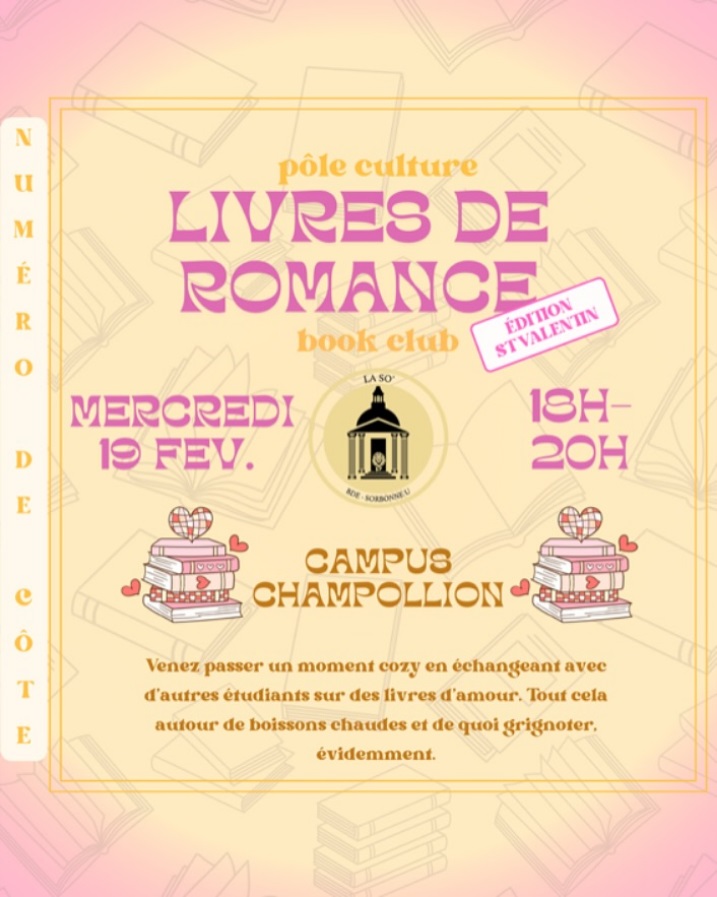 NUMÉRO DE CÔTE
pôle culture
LIVRES DE
ROMANCE
ÉDITION
ST VALENTIN
book club
MERCREDI
19 FEV.
LA SO'
BDE - SORBONNE U
18H-
20H
CAMPUS
CHAMPOLLION
Venez passer un moment cozy en échangeant avec
d'autres étudiants sur des livres d'amour. Tout cela
autour de boissons chaudes et de quoi grignoter,
évidemment.